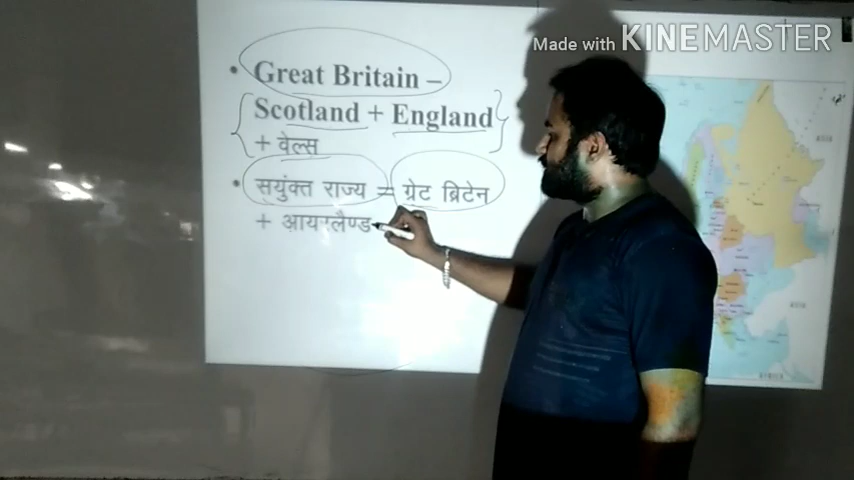 Made with KINEMASTER
• Great Britain –
Scotland + England
+ वेल्स
• सयुंक्त राज्य = ग्रेट ब्रिटेन
+ आयरलैण्ड